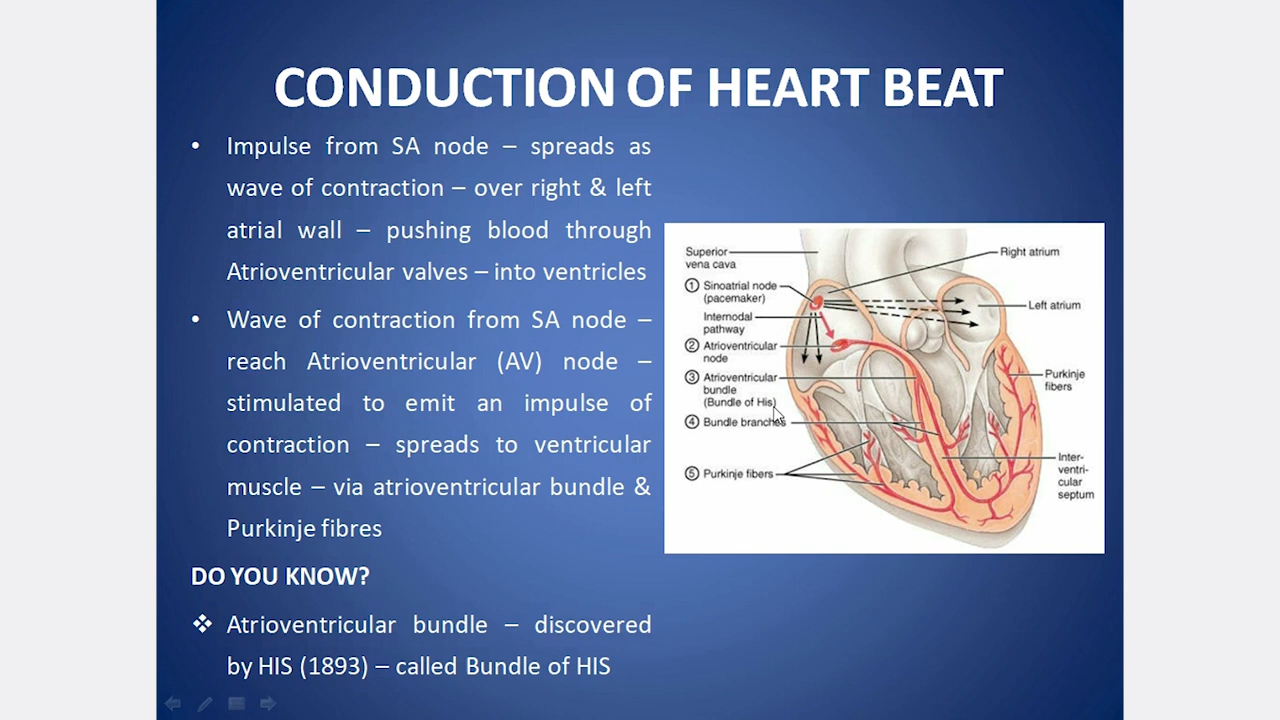 CONDUCTION OF HEART BEAT
• Impulse from SA node – spreads as
wave of contraction – over right & left
atrial wall – pushing blood through
Atrioventricular valves – into ventricles
• Wave of contraction from SA node –
reach Atrioventricular (AV) node –
stimulated to emit an impulse of
contraction – spreads to ventricular
muscle – via atrioventricular bundle &
Purkinje fibres
DO YOU KNOW?
❖ Atrioventricular bundle – discovered
by HIS (1893) – called Bundle of HIS
Superior
vena cava
① Sinoatrial node
(pacemaker)
Internodal
pathway
② Atrioventricular
node
③ Atrioventricular
bundle
(Bundle of His)
④ Bundle branches
⑤ Purkinje fibers
Right atrium
Left atrium
Purkinje
fibers
Inter-
ventri-
cular
septum